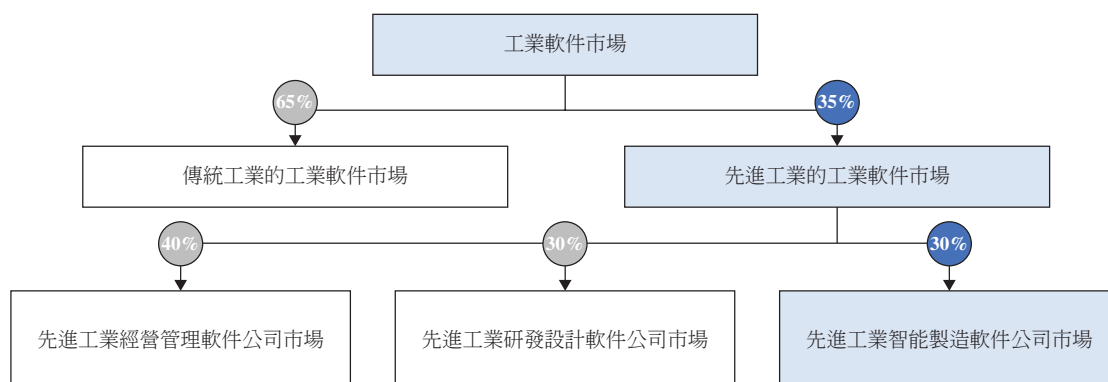 工業軟件市場
65%
35%
傳統工業的工業軟件市場
先進工業的工業軟件市場
40%
30%
30%
先進工業經營管理軟件公司市場
先進工業研發設計軟件公司市場
先進工業智能製造軟件公司市場